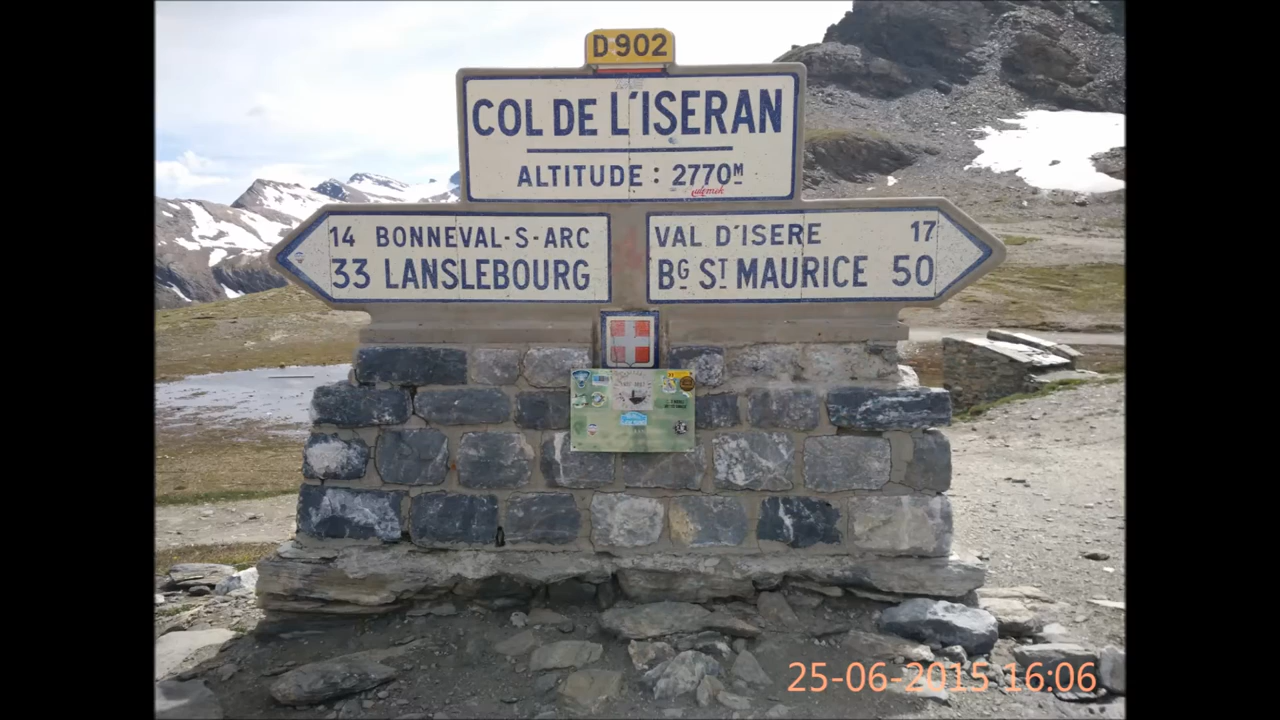 D 902
COL DE L'ISERAN
ALTITUDE : 2770M
14 BONNEVAL-S-ARC
33 LANSLEBOURG
VAL D'ISERE 17
BG ST MAURICE 50
25-06-2015 16:06